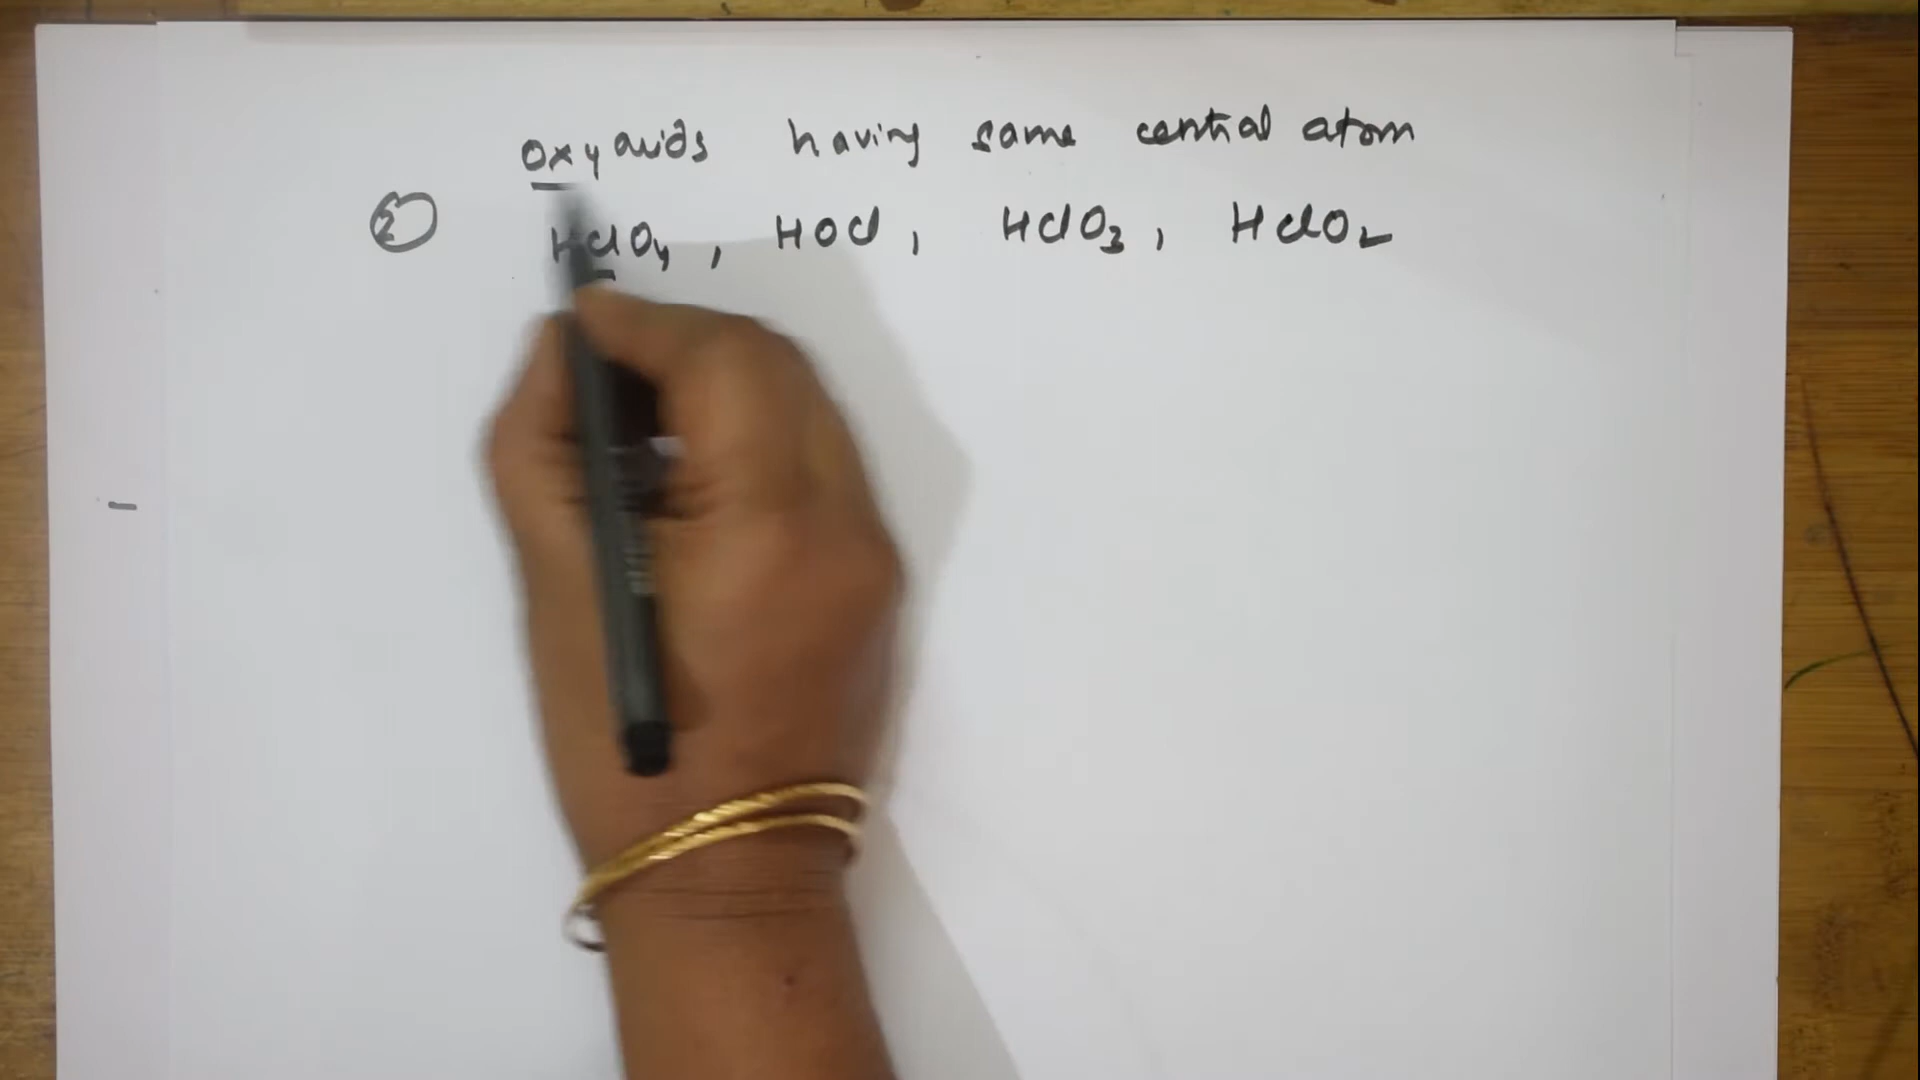 Oxyacids having same central atom
② HClO4, HOCl, HClO3, HClO2